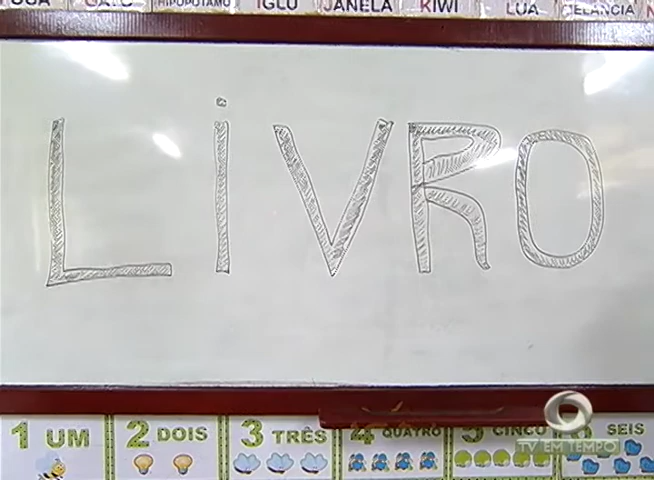 HIPOPÓTAMO IGLU JANELA KIWI LUA MELANCIA
LiVRO
1 UM 2 DOIS 3 TRÊS 4 QUATRO 5 CINCO SEIS
TV EM TEMPO